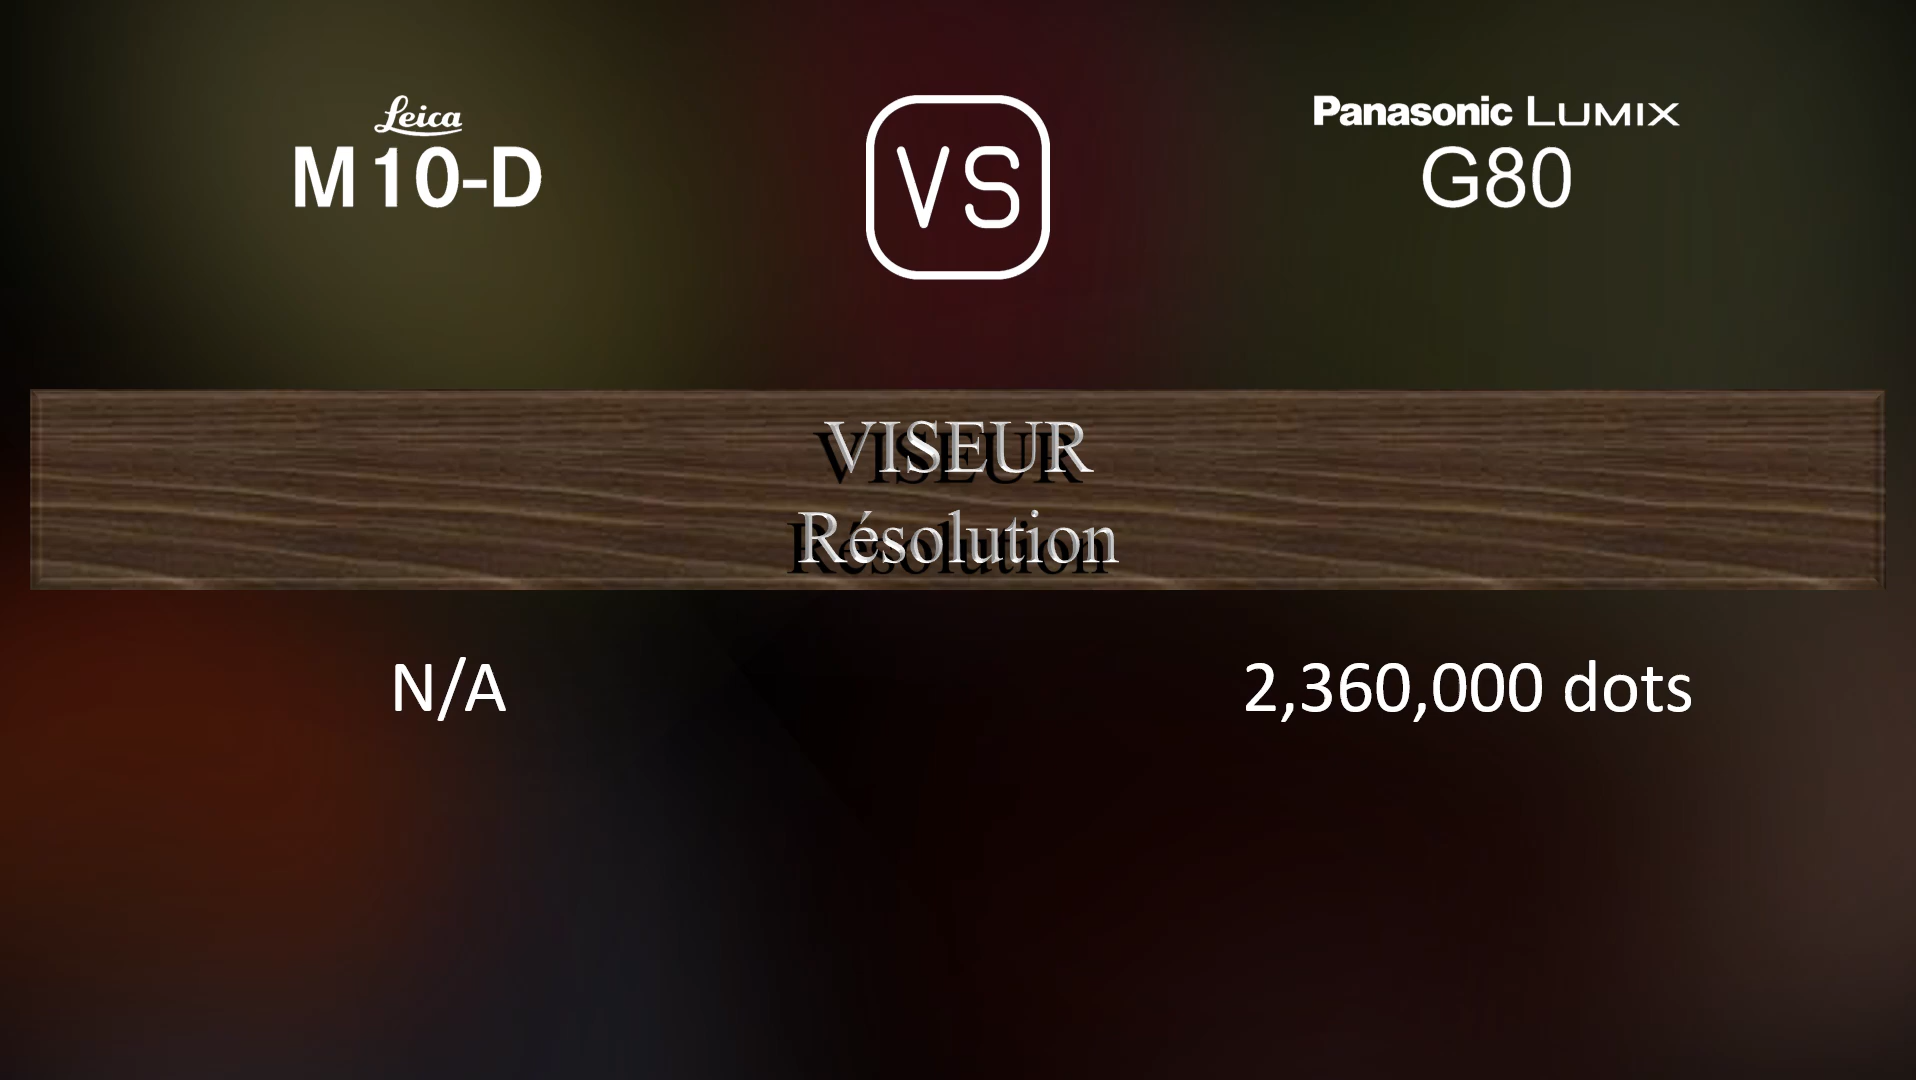 Leica
M10-D
VS
Panasonic LUMIX
G80
VISEUR
Résolution
N/A
2,360,000 dots